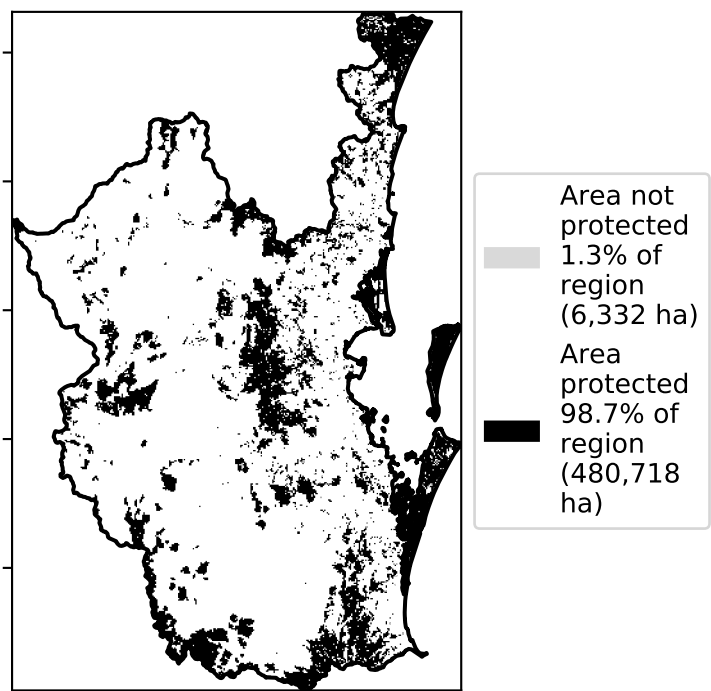 Area not
protected
1.3% of
region
(6,332 ha)
Area
protected
98.7% of
region
(480,718
ha)